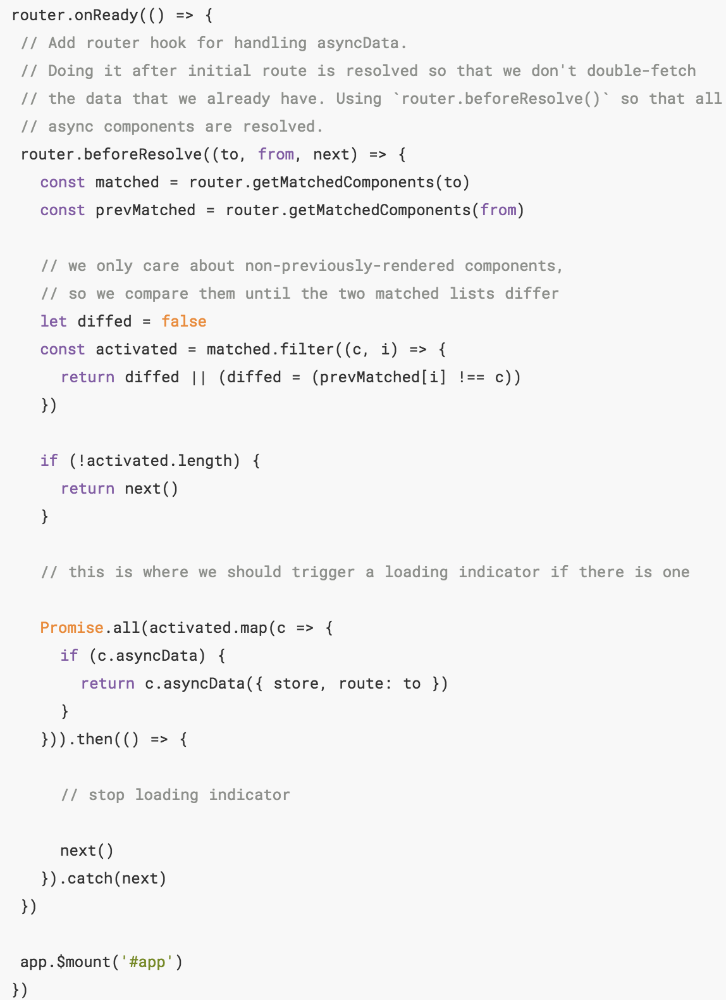 router.onReady(() => {
// Add router hook for handling asyncData.
// Doing it after initial route is resolved so that we don't double-fetch
// the data that we already have. Using `router.beforeResolve()` so that all
// async components are resolved.
router.beforeResolve((to, from, next) => {
const matched = router.getMatchedComponents(to)
const prevMatched = router.getMatchedComponents(from)
// we only care about non-previously-rendered components,
// so we compare them until the two matched lists differ
let diffed = false
const activated = matched.filter((c, i) => {
return diffed || (diffed = (prevMatched[i] !== c))
})
if (!activated.length) {
return next()
}
// this is where we should trigger a loading indicator if there is one
Promise.all(activated.map(c => {
if (c.asyncData) {
return c.asyncData({ store, route: to })
}
})).then(() => {
// stop loading indicator
next()
}).catch(next)
})
app.$mount('#app')
})